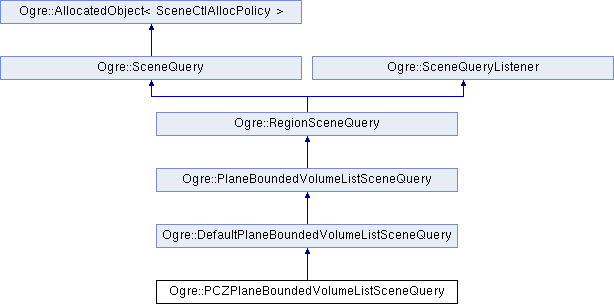 Ogre::AllocatedObject< SceneCtlAllocPolicy >
Ogre::SceneQuery
Ogre::SceneQueryListener
Ogre::RegionSceneQuery
Ogre::PlaneBoundedVolumeListSceneQuery
Ogre::DefaultPlaneBoundedVolumeListSceneQuery
Ogre::PCZPlaneBoundedVolumeListSceneQuery